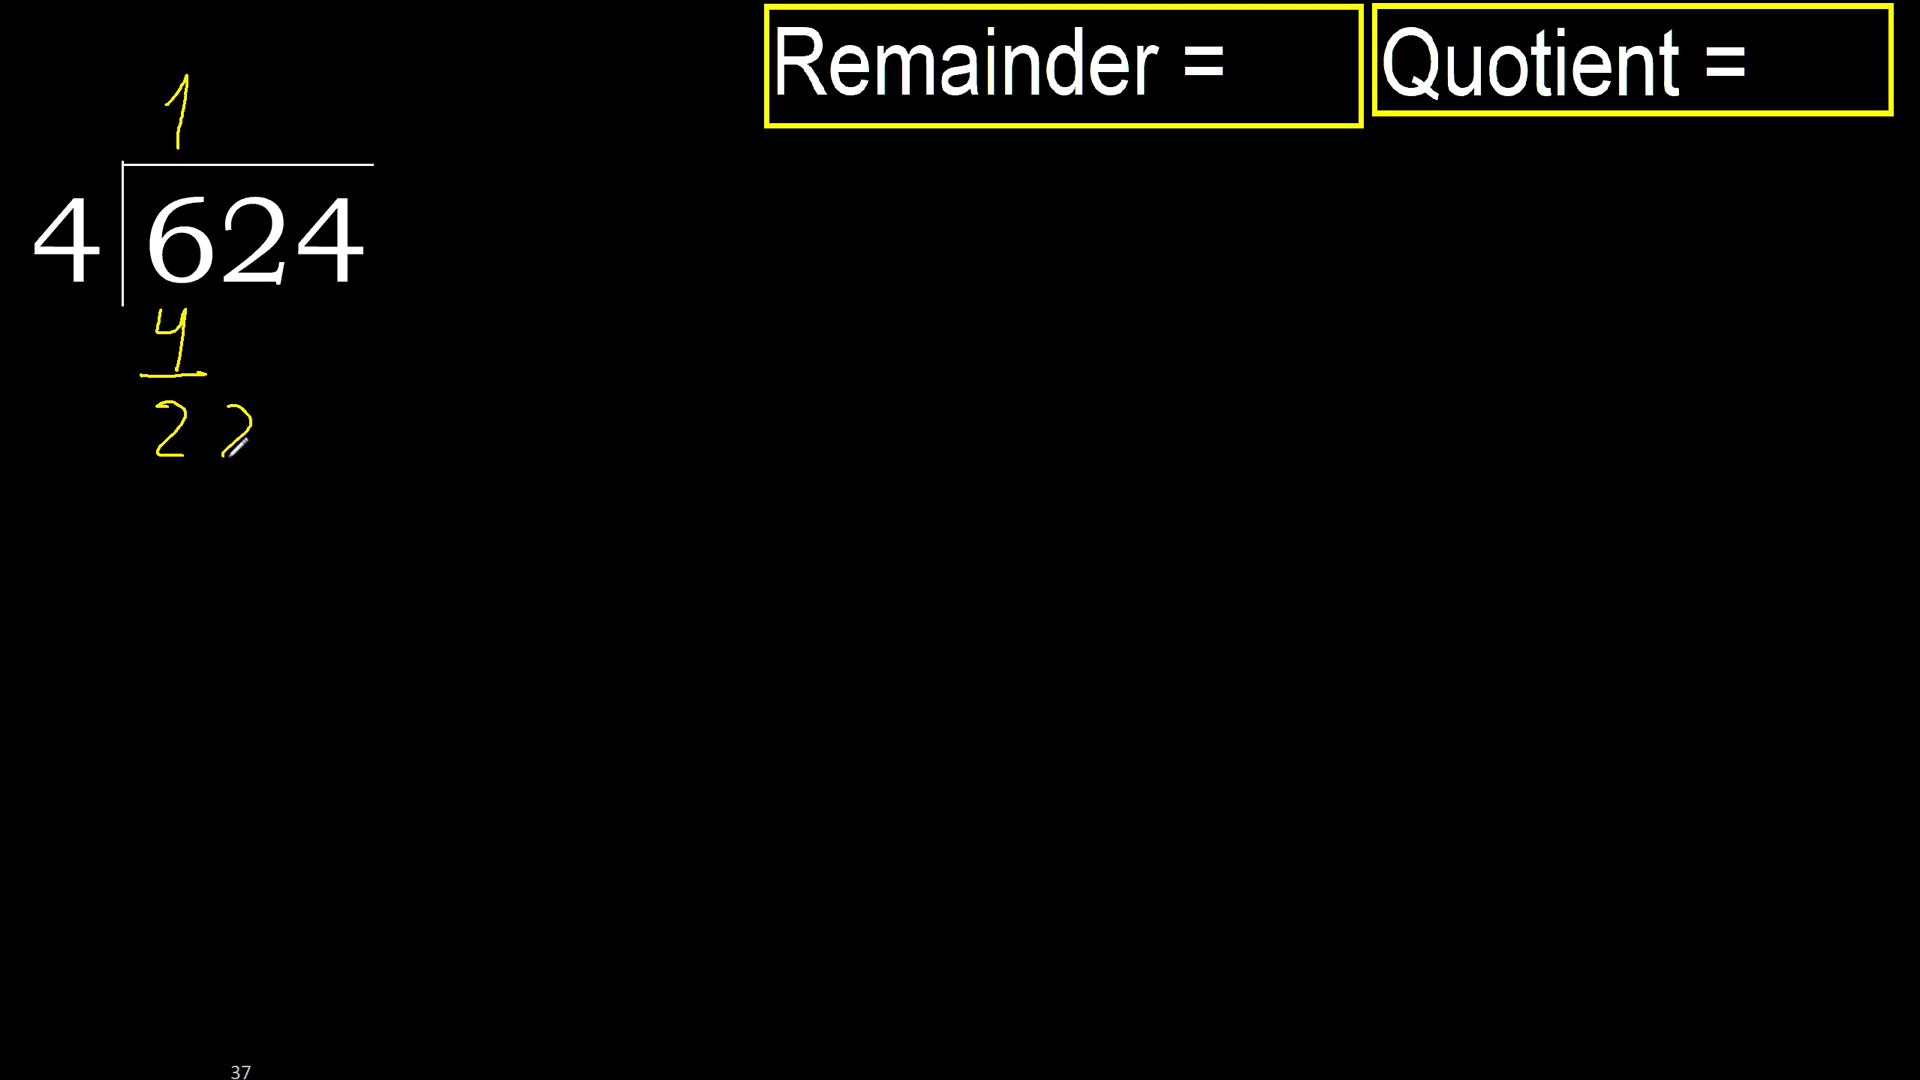 Remainder =
Quotient =
1
4 624
4
2 2
37